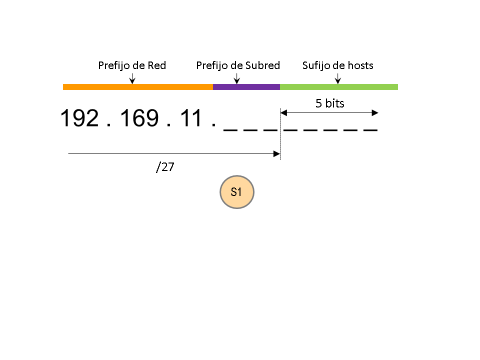 Prefijo de Red Prefijo de Subred Sufijo de hosts
5 bits
192 . 169 . 11 . _ _ _ _ _ _ _ _
/27
S1